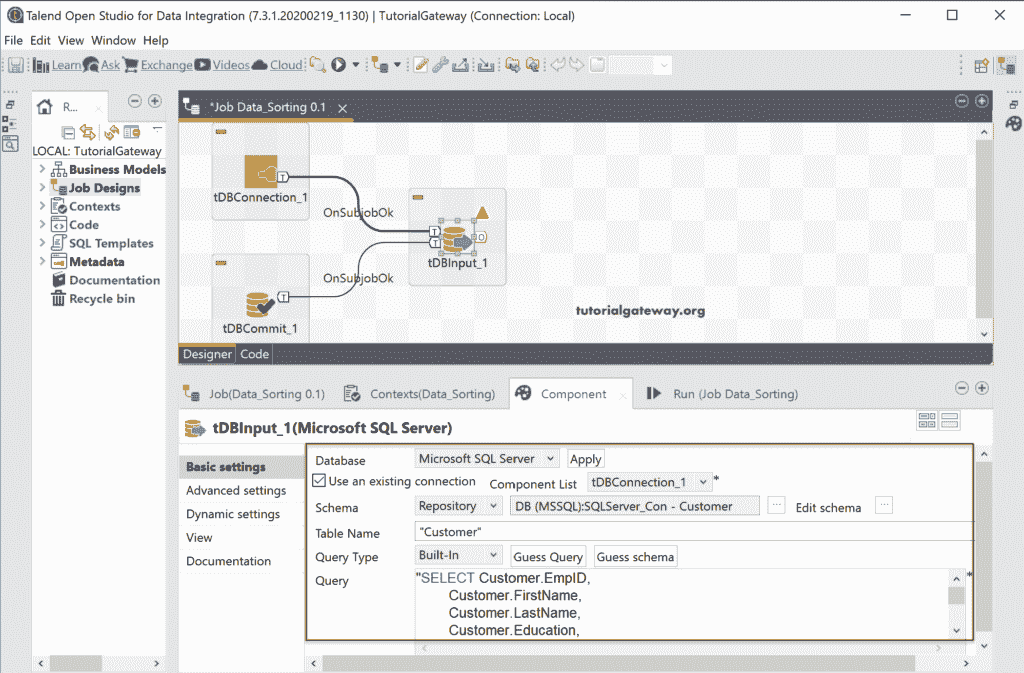 Talend Open Studio for Data Integration (7.3.1.20200219_1130) | TutorialGateway (Connection: Local)
File Edit View Window Help
Learn Ask Exchange Videos Cloud
R...
*Job Data_Sorting 0.1
LOCAL: TutorialGateway
Business Models
Job Designs
Contexts
Code
SQL Templates
Metadata
Documentation
Recycle bin
tDBConnection_1
OnSubjobOk
T
T
T
O
tDBInput_1
OnSubjobOk
T
tDBCommit_1
tutorialgateway.org
Designer Code
Job(Data_Sorting 0.1) Contexts(Data_Sorting) Component Run (Job Data_Sorting)
tDBInput_1(Microsoft SQL Server)
Basic settings
Advanced settings
Dynamic settings
View
Documentation
Database Microsoft SQL Server Apply
Use an existing connection Component List tDBConnection_1 *
Schema Repository DB (MSSQL):SQLServer_Con - Customer ... Edit schema ...
Table Name "Customer"
Query Type Built-In Guess Query Guess schema
Query "SELECT Customer.EmpID, *
Customer.FirstName,
Customer.LastName,
Customer.Education,